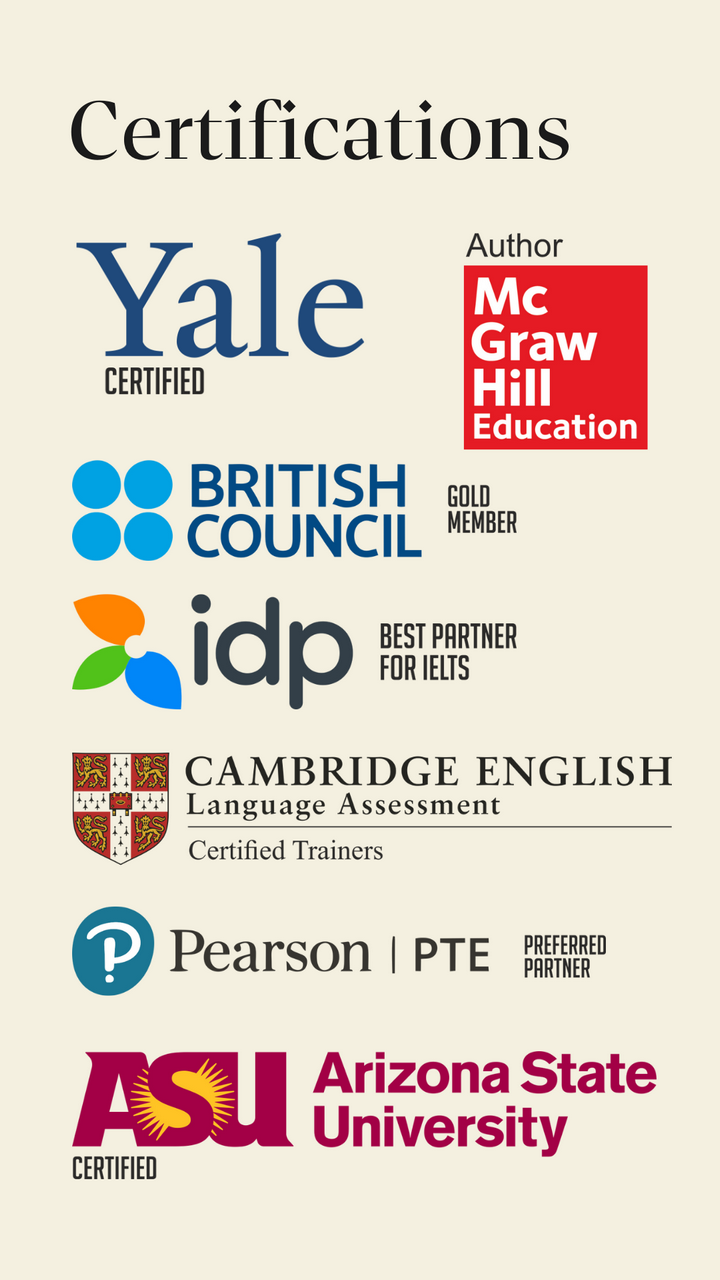 Certifications
Yale
CERTIFIED
Author
Mc
Graw
Hill
Education
BRITISH
COUNCIL
GOLD
MEMBER
idp
BEST PARTNER
FOR IELTS
CAMBRIDGE ENGLISH
Language Assessment
Certified Trainers
Pearson | PTE
PREFERRED
PARTNER
ASU
Arizona State
University
CERTIFIED